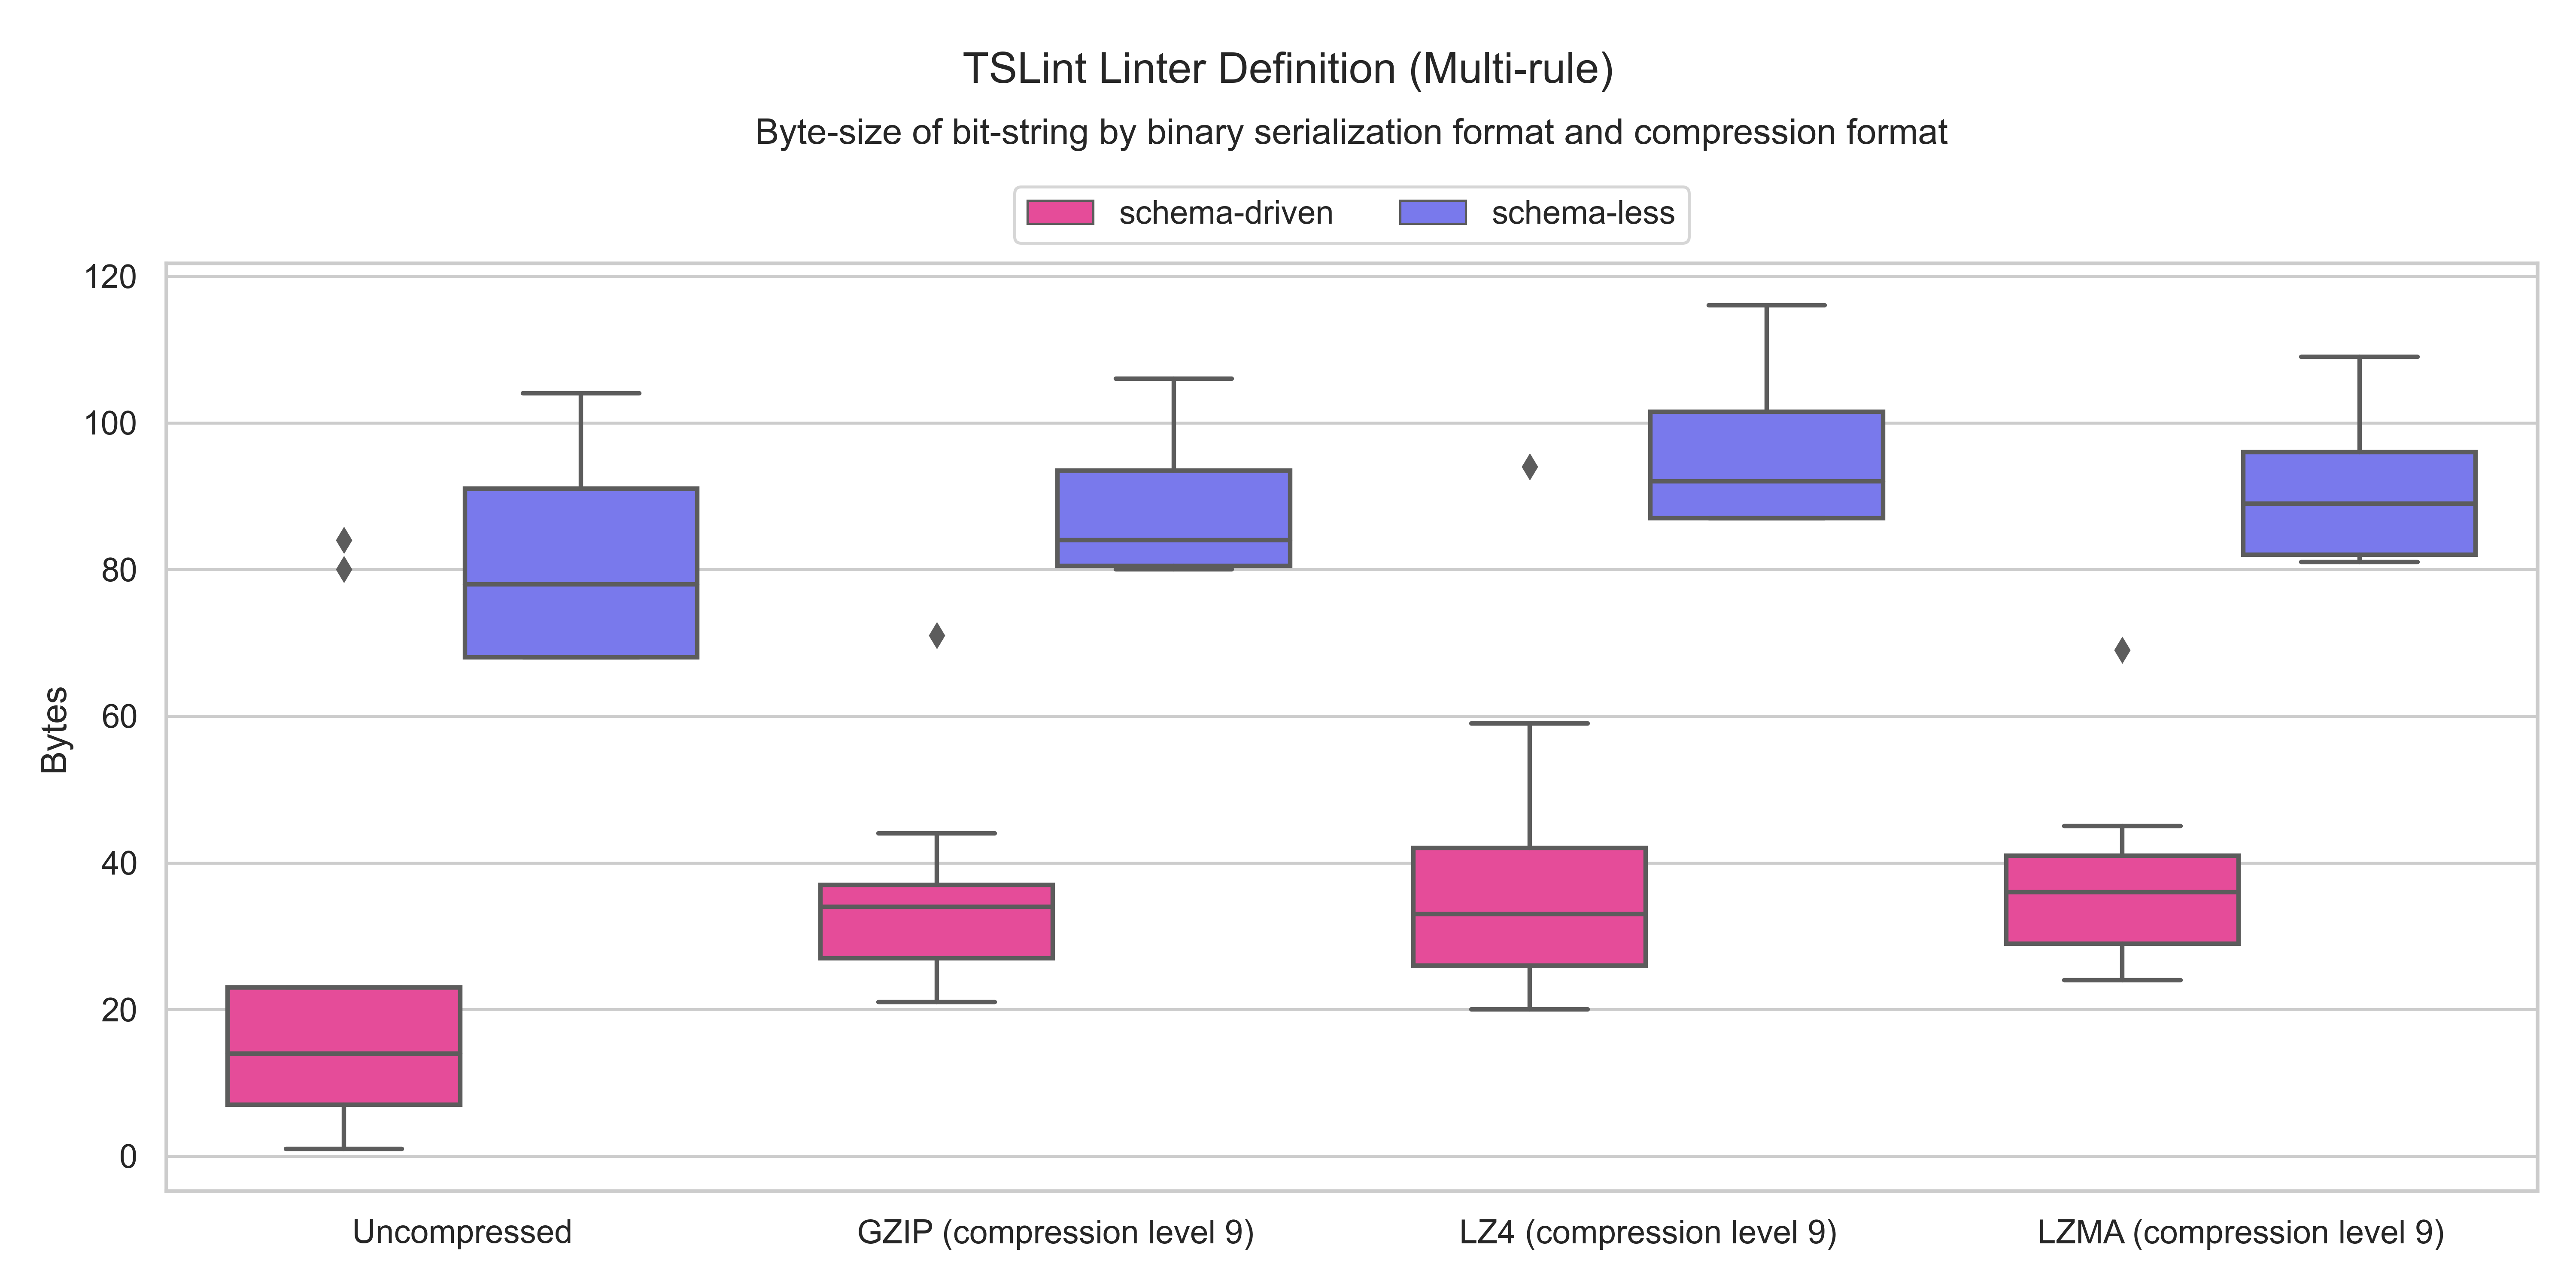 TSLint Linter Definition (Multi-rule)
Byte-size of bit-string by binary serialization format and compression format
schema-driven schema-less
120
100
80
60
40
20
0
Bytes
Uncompressed GZIP (compression level 9) LZ4 (compression level 9) LZMA (compression level 9)